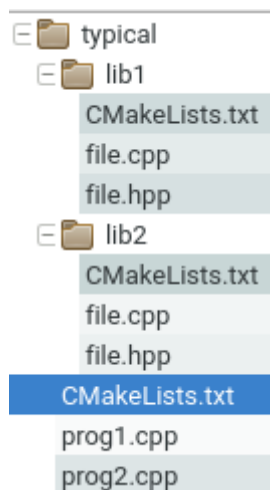 typical
lib1
CMakeLists.txt
file.cpp
file.hpp
lib2
CMakeLists.txt
file.cpp
file.hpp
CMakeLists.txt
prog1.cpp
prog2.cpp